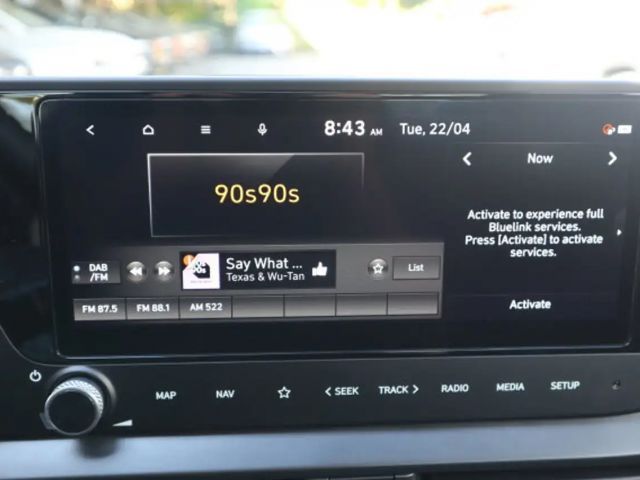 8:43 AM Tue, 22/04
90s90s
Now
Activate to experience full
Bluelink services.
Press [Activate] to activate
services.
Activate
DAB
/FM
Say What ...
Texas & Wu-Tan
List
FM 87.5 FM 88.1 AM 522
MAP NAV < SEEK TRACK > RADIO MEDIA SETUP